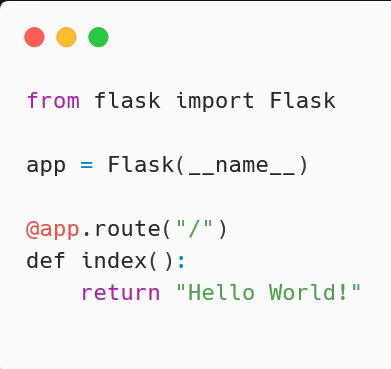 from flask import Flask
app = Flask(__name__)
@app.route("/")
def index():
    return "Hello World!"